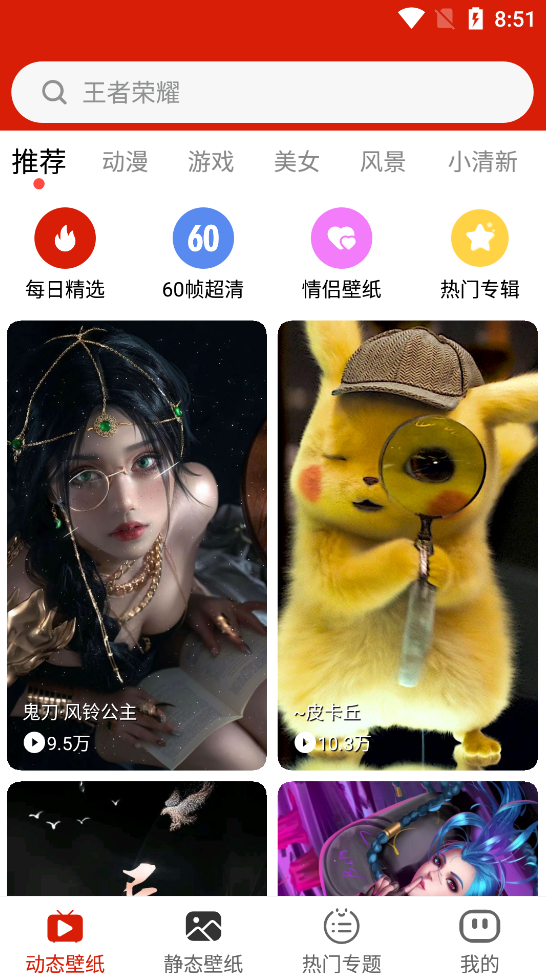 8:51
王者荣耀
推荐 动漫 游戏 美女 风景 小清新
60
每日精选 60帧超清 情侣壁纸 热门专辑
鬼刀·风铃公主
9.5万
~皮卡丘
10.3万
动态壁纸 静态壁纸 热门专题 我的